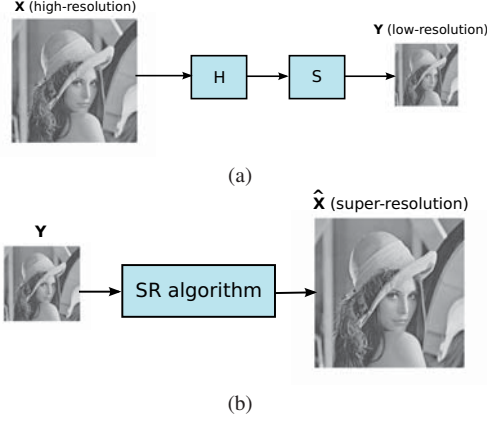 X (high-resolution)
Y (low-resolution)
H
S
(a)
X̂ (super-resolution)
Y
SR algorithm
(b)